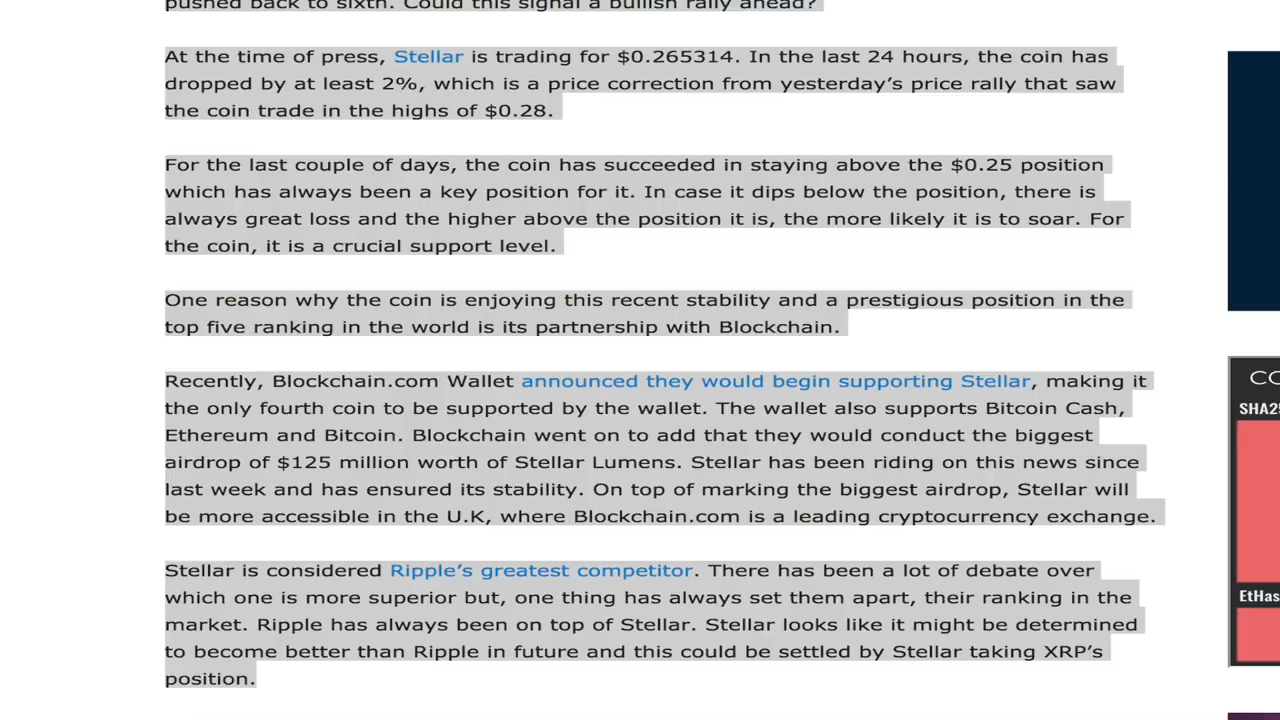 pushed back to sixth. Could this signal a bullish rally ahead?
At the time of press, Stellar is trading for $0.265314. In the last 24 hours, the coin has
dropped by at least 2%, which is a price correction from yesterday’s price rally that saw
the coin trade in the highs of $0.28.
For the last couple of days, the coin has succeeded in staying above the $0.25 position
which has always been a key position for it. In case it dips below the position, there is
always great loss and the higher above the position it is, the more likely it is to soar. For
the coin, it is a crucial support level.
One reason why the coin is enjoying this recent stability and a prestigious position in the
top five ranking in the world is its partnership with Blockchain.
Recently, Blockchain.com Wallet announced they would begin supporting Stellar, making it
the only fourth coin to be supported by the wallet. The wallet also supports Bitcoin Cash,
Ethereum and Bitcoin. Blockchain went on to add that they would conduct the biggest
airdrop of $125 million worth of Stellar Lumens. Stellar has been riding on this news since
last week and has ensured its stability. On top of marking the biggest airdrop, Stellar will
be more accessible in the U.K, where Blockchain.com is a leading cryptocurrency exchange.
Stellar is considered Ripple’s greatest competitor. There has been a lot of debate over
which one is more superior but, one thing has always set them apart, their ranking in the
market. Ripple has always been on top of Stellar. Stellar looks like it might be determined
to become better than Ripple in future and this could be settled by Stellar taking XRP’s
position.
CO
SHA25
EtHas